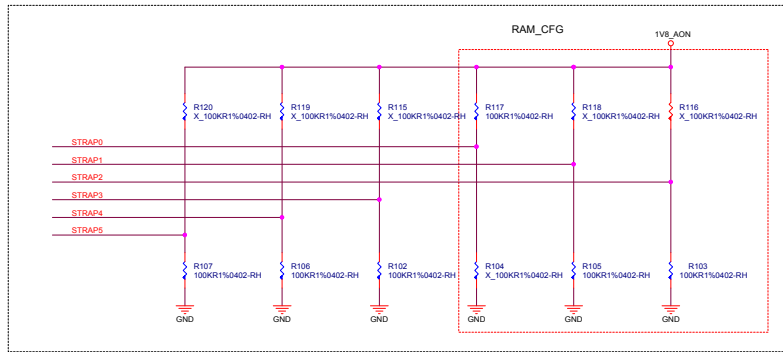 RAM_CFG
1V8_AON
R120
X_100KR1%0402-RH
R119
X_100KR1%0402-RH
R115
X_100KR1%0402-RH
R117
100KR1%0402-RH
R118
X_100KR1%0402-RH
R116
X_100KR1%0402-RH
STRAP0
STRAP1
STRAP2
STRAP3
STRAP4
STRAP5
R107
100KR1%0402-RH
R106
100KR1%0402-RH
R102
100KR1%0402-RH
R104
X_100KR1%0402-RH
R105
100KR1%0402-RH
R103
100KR1%0402-RH
GND
GND
GND
GND
GND
GND